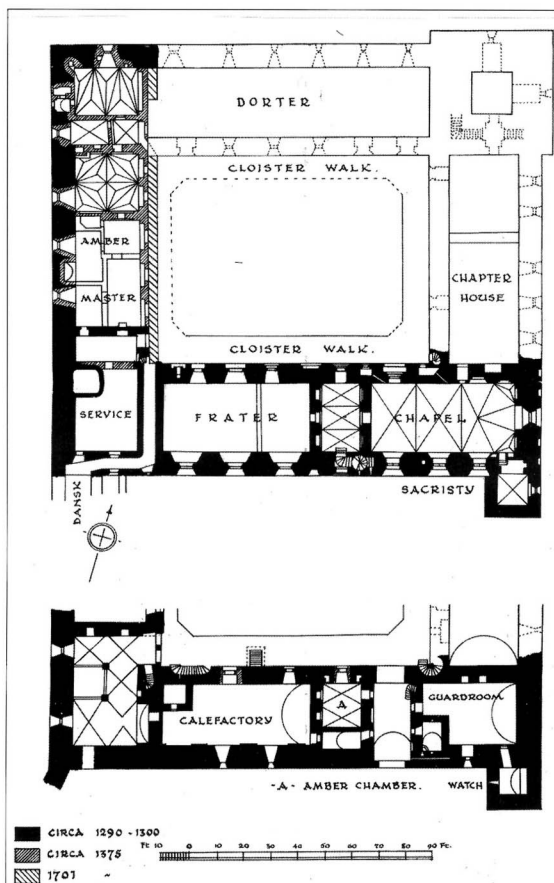 DORTER
CLOISTER WALK.
AMBER
MASTER
CHAPTER
HOUSE
CLOISTER WALK.
SERVICE
FRATER
CHAPEL
DANSK
SACRISTY
CALEFACTORY
A
GUARDROOM
-A- AMBER CHAMBER. WATCH
CIRCA 1290-1300
CIRCA 1375
1701 "
Ft. 10 0 10 20 30 40 50 60 70 80 90 Ft.